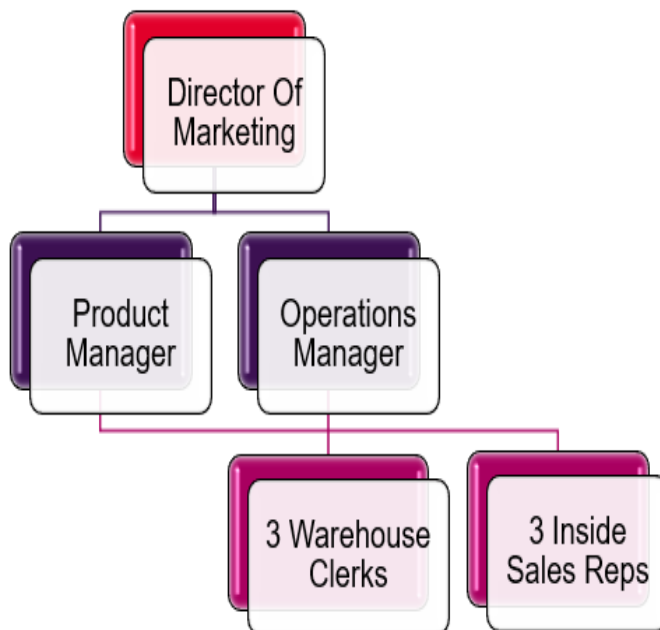 Director Of
Marketing
Product
Manager
Operations
Manager
3 Warehouse
Clerks
3 Inside
Sales Reps